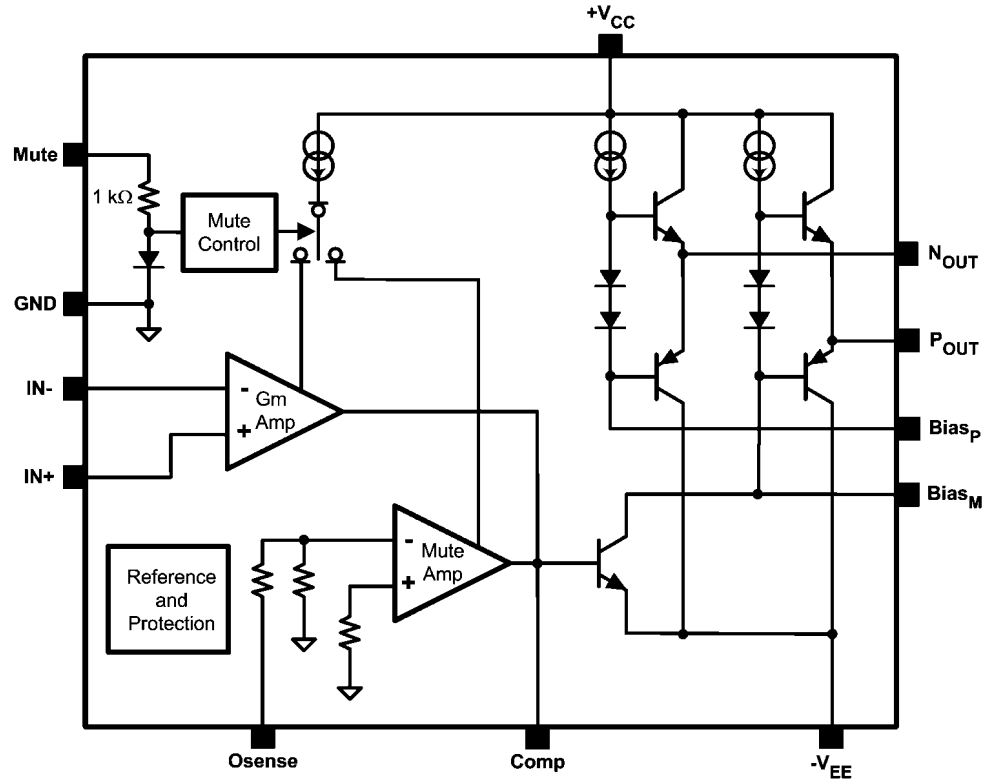 +VCC
Mute
1 kΩ
Mute
Control
GND
NOUT
POUT
IN-
-
Gm
Amp
+
IN+
BiasP
BiasM
-
Mute
Amp
+
Reference
and
Protection
Osense
Comp
-VEE